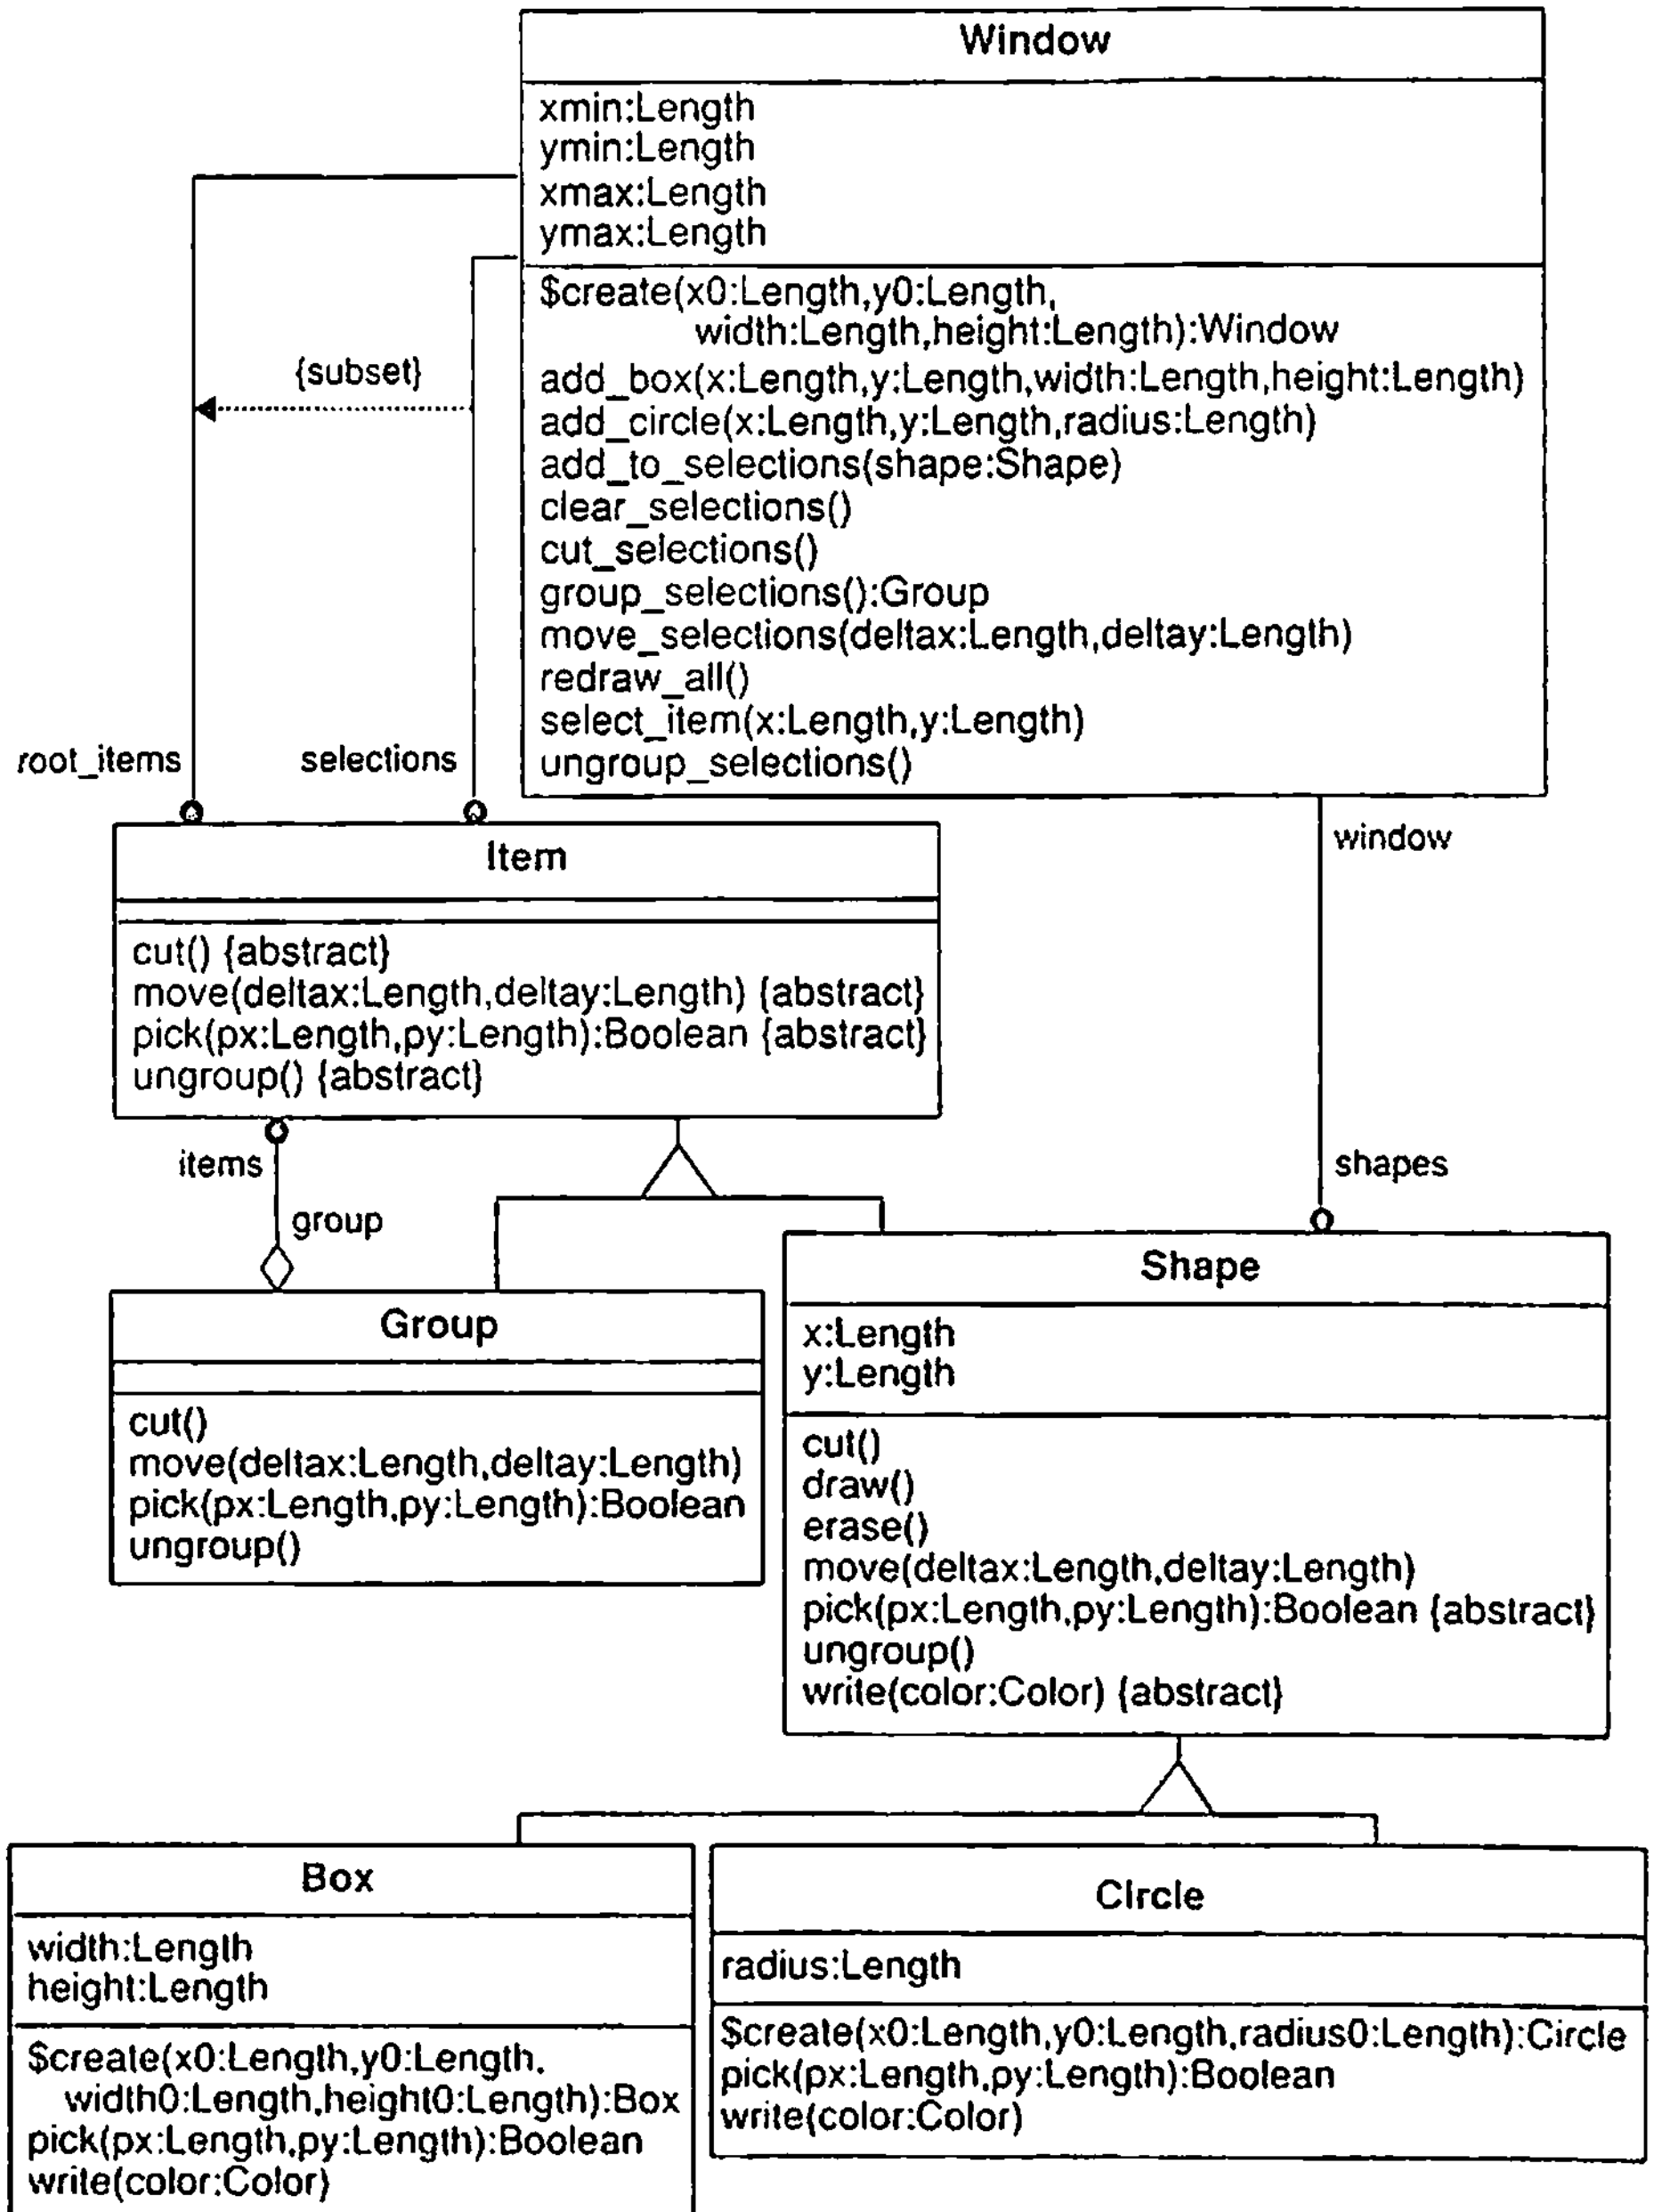 Window
xmin:Length
ymin:Length
xmax:Length
ymax:Length
$create(x0:Length,y0:Length,
width:Length,height:Length):Window
add_box(x:Length,y:Length,width:Length,height:Length)
add_circle(x:Length,y:Length,radius:Length)
add_to_selections(shape:Shape)
clear_selections()
cut_selections()
group_selections():Group
move_selections(deltax:Length,deltay:Length)
redraw_all()
select_item(x:Length,y:Length)
ungroup_selections()
{subset}
root_items
selections
window
Item
cut() {abstract}
move(deltax:Length,deltay:Length) {abstract}
pick(px:Length,py:Length):Boolean {abstract}
ungroup() {abstract}
items
group
shapes
Group
cut()
move(deltax:Length,deltay:Length)
pick(px:Length,py:Length):Boolean
ungroup()
Shape
x:Length
y:Length
cut()
draw()
erase()
move(deltax:Length,deltay:Length)
pick(px:Length,py:Length):Boolean {abstract}
ungroup()
write(color:Color) {abstract}
Box
width:Length
height:Length
$create(x0:Length,y0:Length,
width0:Length,height0:Length):Box
pick(px:Length,py:Length):Boolean
write(color:Color)
Circle
radius:Length
$create(x0:Length,y0:Length,radius0:Length):Circle
pick(px:Length,py:Length):Boolean
write(color:Color)